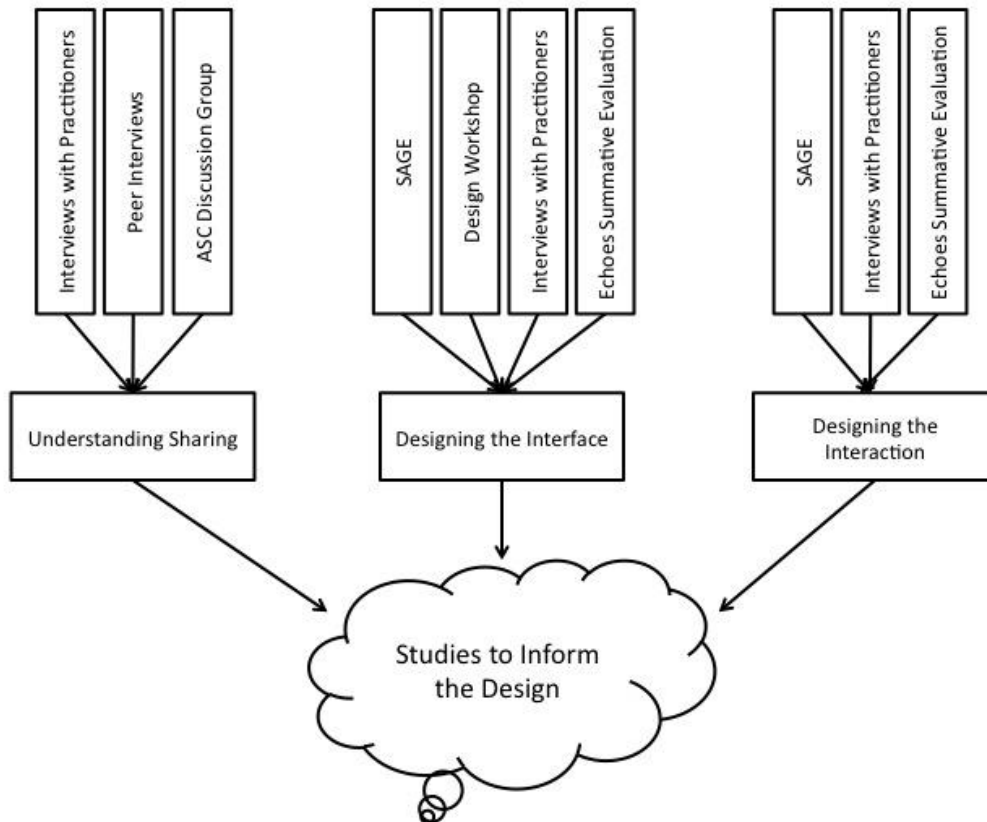 Interviews with Practitioners
Peer Interviews
ASC Discussion Group
SAGE
Design Workshop
Interviews with Practitioners
Echoes Summative Evaluation
SAGE
Interviews with Practitioners
Echoes Summative Evaluation
Understanding Sharing
Designing the Interface
Designing the
Interaction
Studies to Inform
the Design